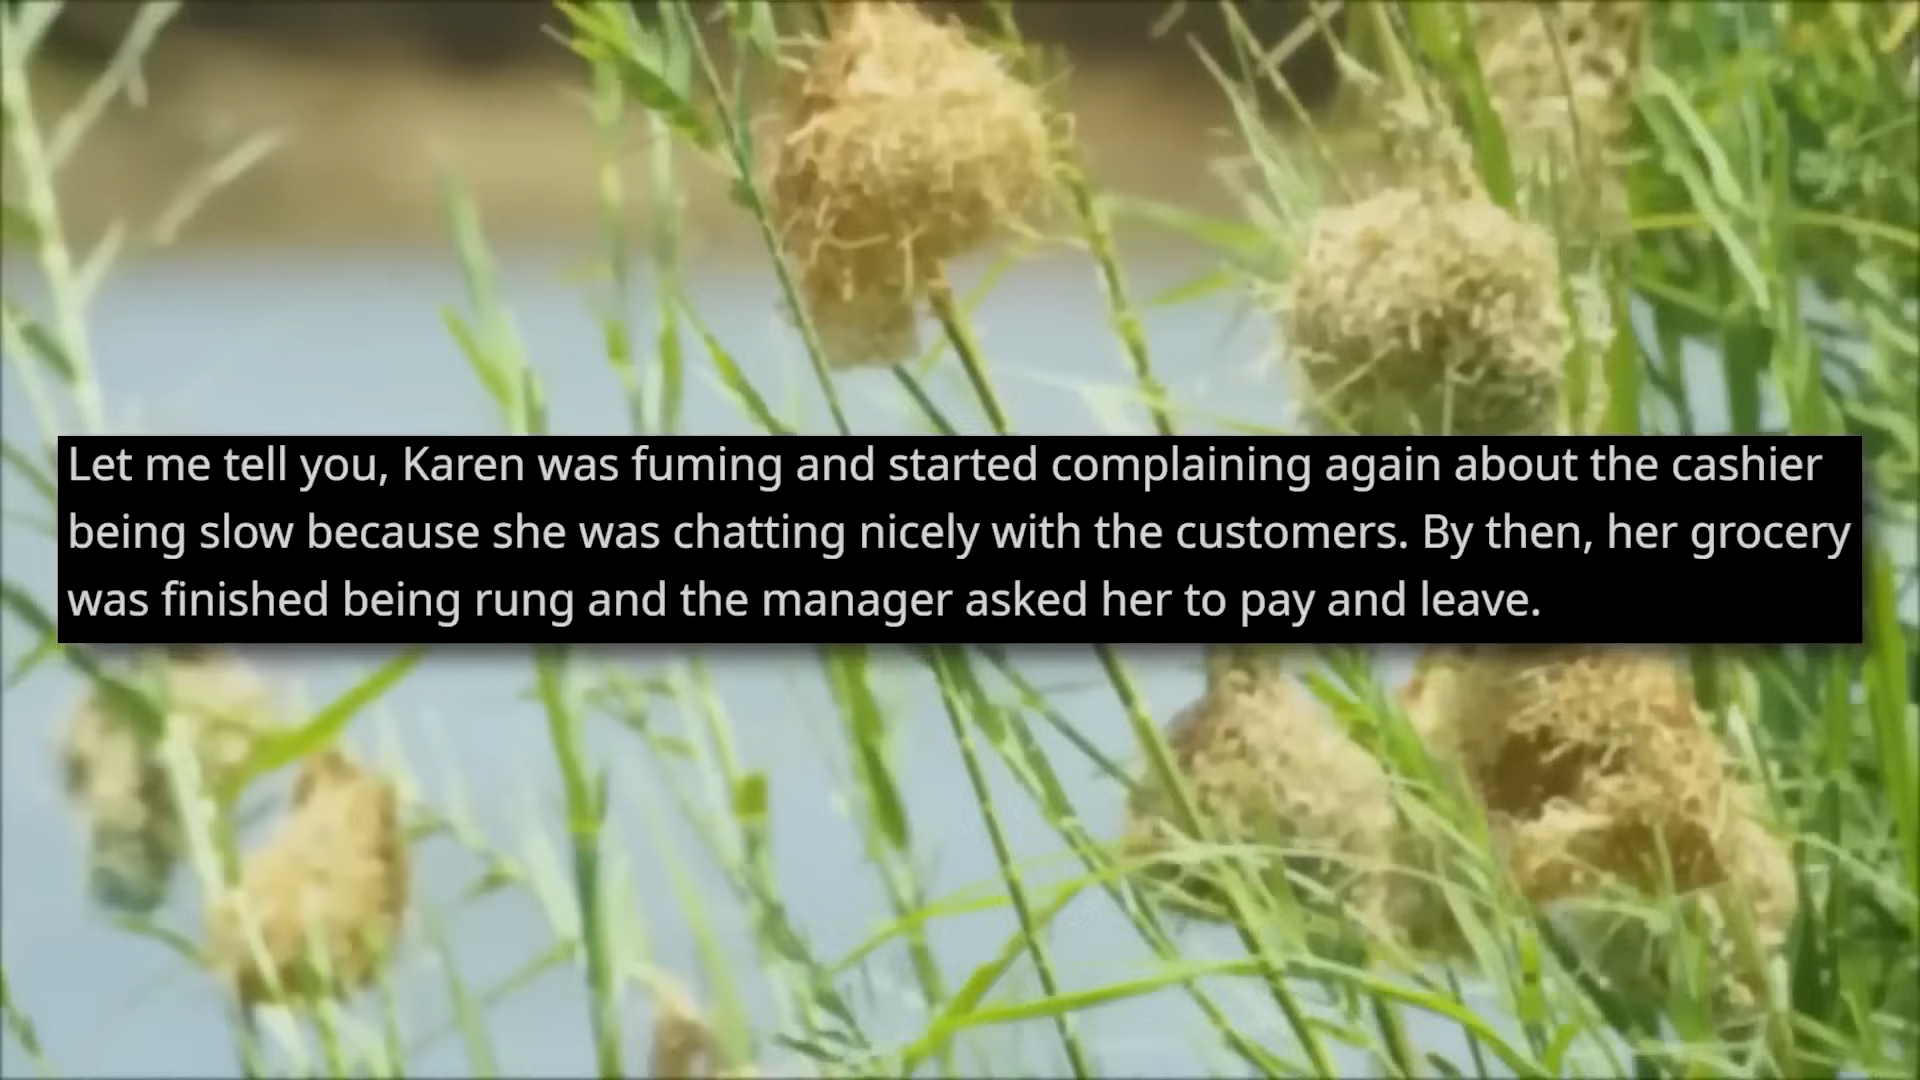 Let me tell you, Karen was fuming and started complaining again about the cashier
being slow because she was chatting nicely with the customers. By then, her grocery
was finished being rung and the manager asked her to pay and leave.